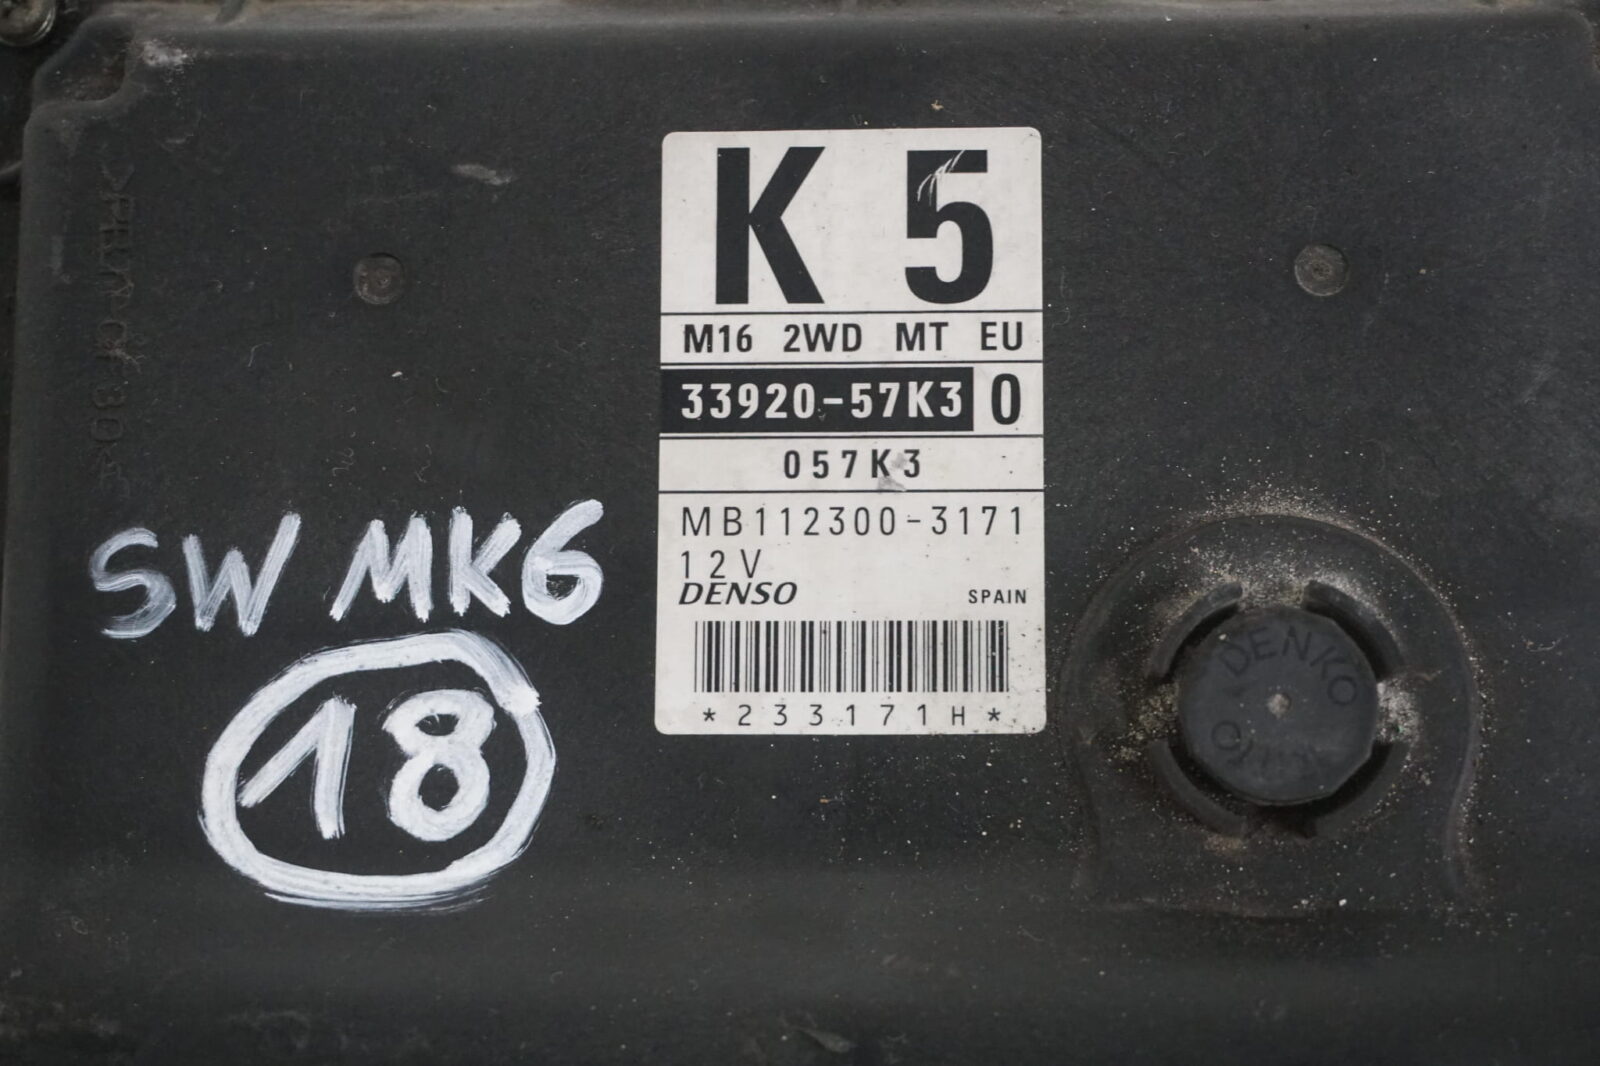 K 5
M16 2WD MT EU
33920-57K3 0
057K3
MB112300-3171
12V
DENSO SPAIN
*233171H*
SW MK6
18
DENKO